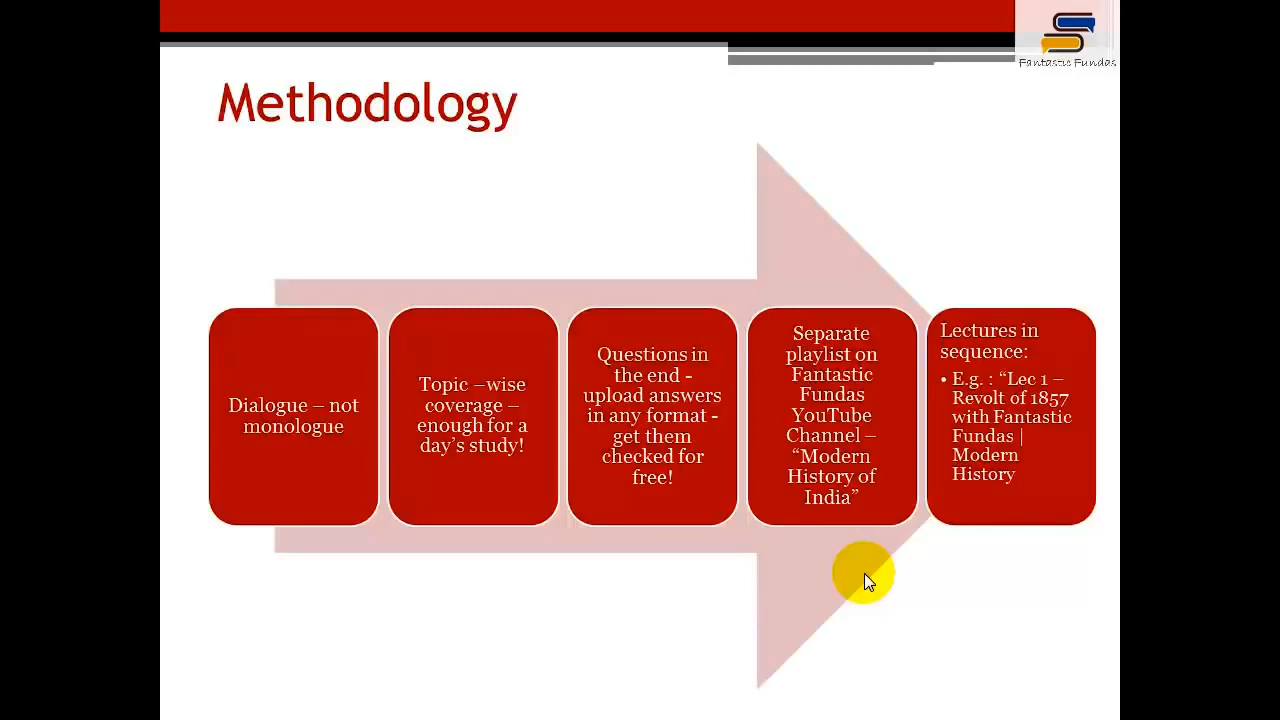 Fantastic Fundas
Methodology
Dialogue – not
monologue
Topic –wise
coverage –
enough for a
day's study!
Questions in
the end -
upload answers
in any format -
get them
checked for
free!
Separate
playlist on
Fantastic
Fundas
YouTube
Channel –
“Modern
History of
India”
Lectures in
sequence:
• E.g. : “Lec 1 –
Revolt of 1857
with Fantastic
Fundas |
Modern
History